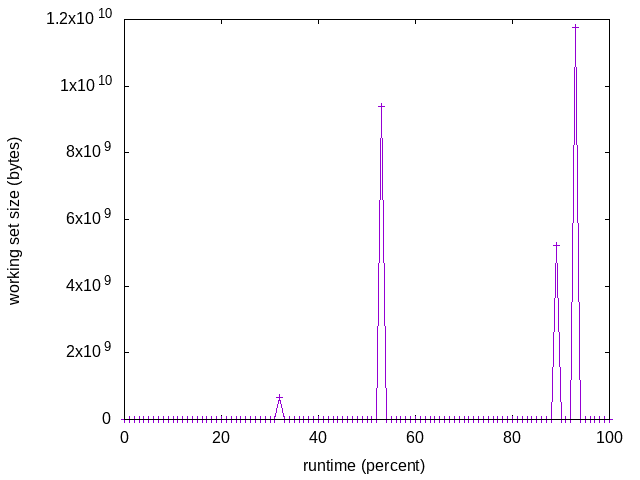 1.2x10 10
1x10 10
8x10 9
6x10 9
4x10 9
2x10 9
0
working set size (bytes)
0 20 40 60 80 100
runtime (percent)